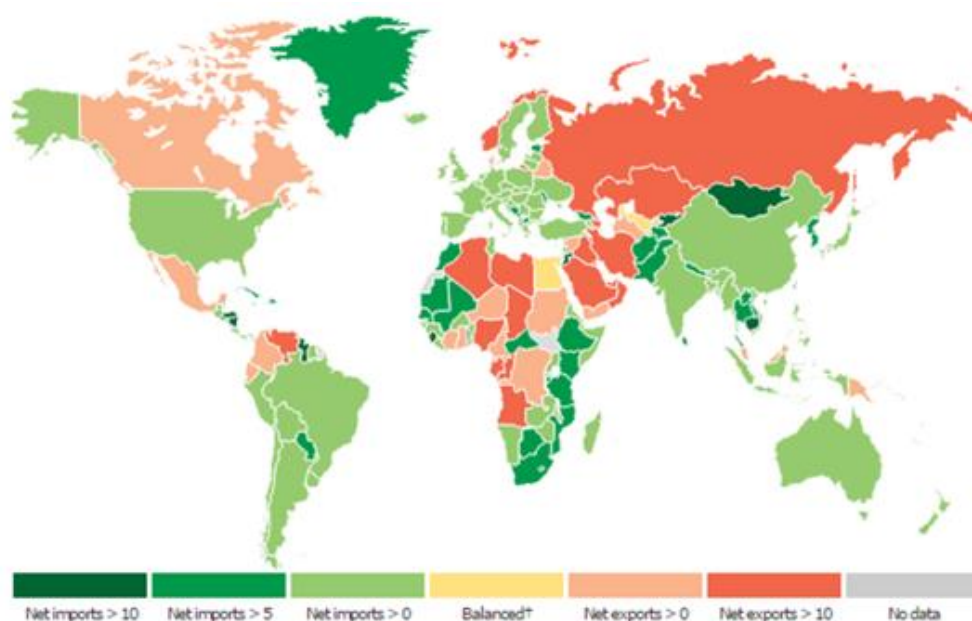 Net imports > 10
Net imports > 5
Net imports > 0
Balanced†
Net exports > 0
Net exports > 10
No data